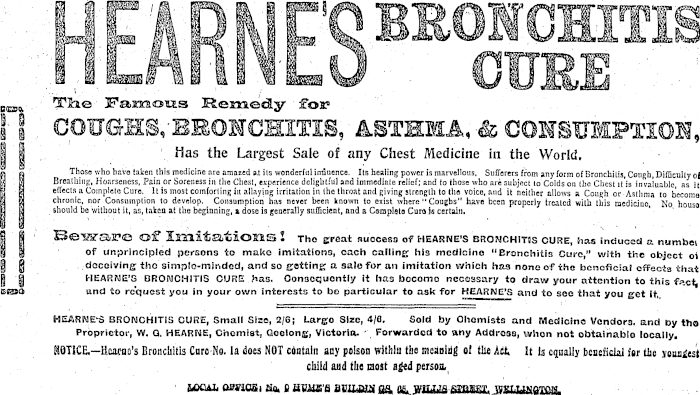 HEARNE'S BRONCHITIS
CURE
The Famous Remedy for
COUGHS, BRONCHITIS, ASTHMA, & CONSUMPTION,
Has the Largest Sale of any Chest Medicine in the World.
Those who have taken this medicine are amazed at its wonderful influence. Its healing power is marvellous. Sufferers from any form of Bronchitis, Cough, Difficulty of
Breathing, Hoarseness, Pain or Soreness in the Chest, experience delightful and immediate relief; and to those who are subject to Colds on the Chest it is invaluable, as it
effects a Complete Cure. It is most comforting in allaying irritation in the throat and giving strength to the voice, and it neither allows a Cough or Asthma to become
chronic, nor Consumption to develop. Consumption has never been known to exist where "Coughs" have been properly treated with this medicine. No house
should be without it, as, taken at the beginning, a dose is generally sufficient, and a Complete Cure is certain.
Beware of Imitations! The great success of HEARNE'S BRONCHITIS CURE, has induced a number
of unprincipled persons to make imitations, each calling his medicine "Bronchitis Cure," with the object of
deceiving the simple-minded, and so getting a sale for an imitation which has none of the beneficial effects that
HEARNE'S BRONCHITIS CURE has. Consequently it has become necessary to draw your attention to this fact,
and to request you in your own interests to be particular to ask for HEARNE'S and to see that you get it.
HEARNE'S BRONCHITIS CURE, Small Size, 2/6; Large Size, 4/6. Sold by Chemists and Medicine Vendors, and by the
Proprietor, W. G. HEARNE, Chemist, Geelong, Victoria. Forwarded to any Address, when not obtainable locally.
NOTICE.—Hearne's Bronchitis Cure No. 1a does NOT contain any poison within the meaning of the Act. It is equally beneficial for the youngest
child and the most aged person.
LOCAL OFFICE: No. 9 HUME'S BUILDINGS, WILLIS STREET, WELLINGTON.